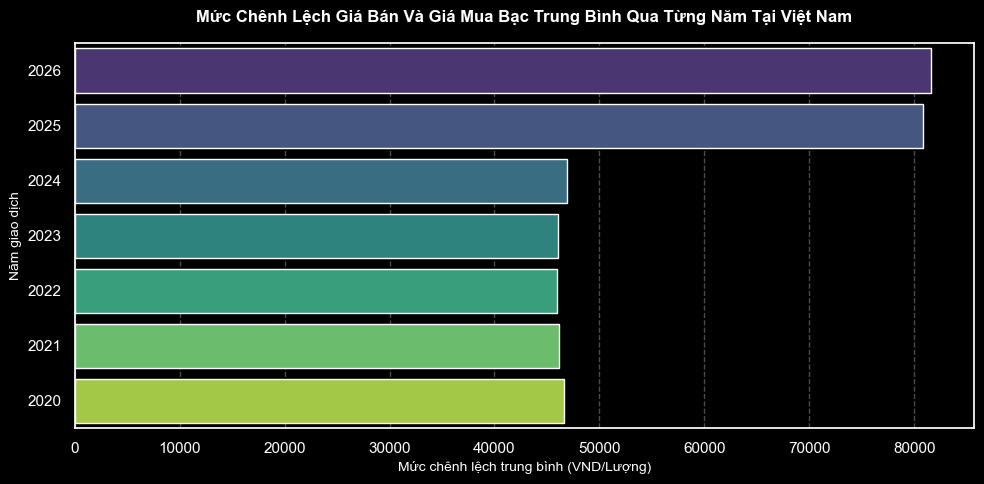 Mức Chênh Lệch Giá Bán Và Giá Mua Bạc Trung Bình Qua Từng Năm Tại Việt Nam
Năm giao dịch
2026
2025
2024
2023
2022
2021
2020
0 10000 20000 30000 40000 50000 60000 70000 80000
Mức chênh lệch trung bình (VND/Lượng)